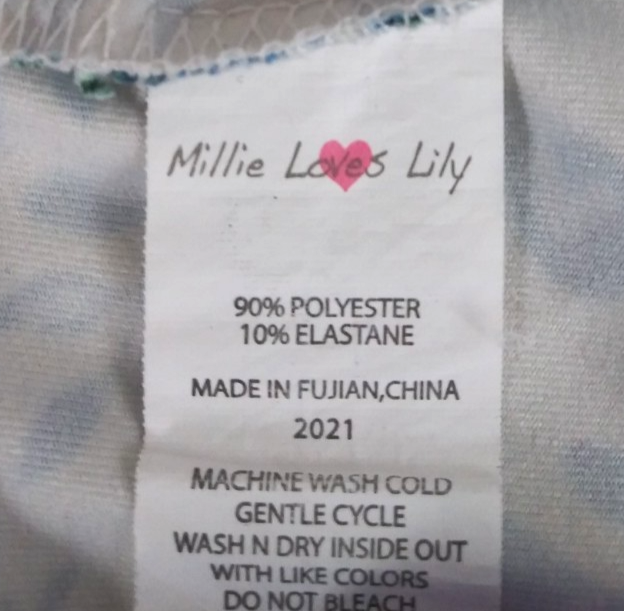 Millie Loves Lily
90% POLYESTER
10% ELASTANE
MADE IN FUJIAN,CHINA
2021
MACHINE WASH COLD
GENTLE CYCLE
WASH N DRY INSIDE OUT
WITH LIKE COLORS
DO NOT BLEACH